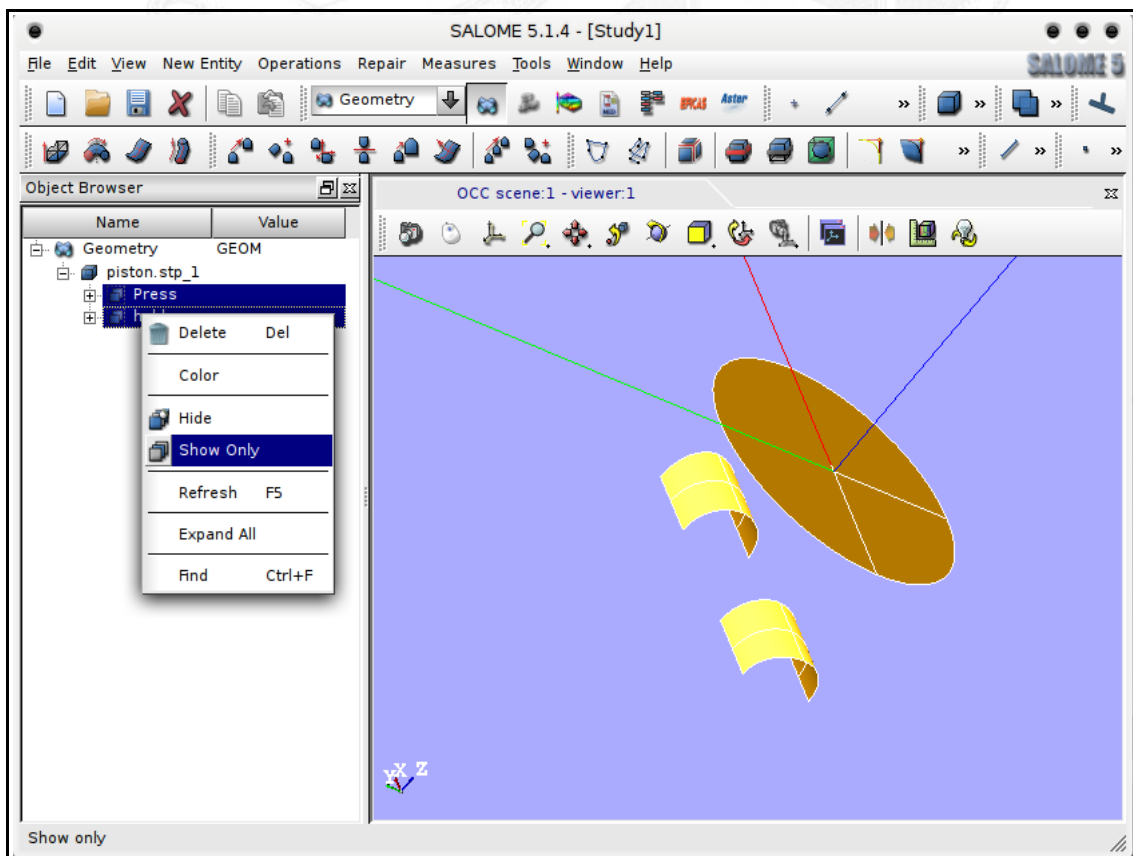 SALOME 5.1.4 - [Study1]
File Edit View New Entity Operations Repair Measures Tools Window Help SALOME 5
Geometry MED EFICAS Aster » » »
» » »
Object Browser OCC scene:1 - viewer:1
Name Value
Geometry GEOM
piston.stp_1
Press
Delete Del
Color
Hide
Show Only
Refresh F5
Expand All
Find Ctrl+F
Y X Z
Show only